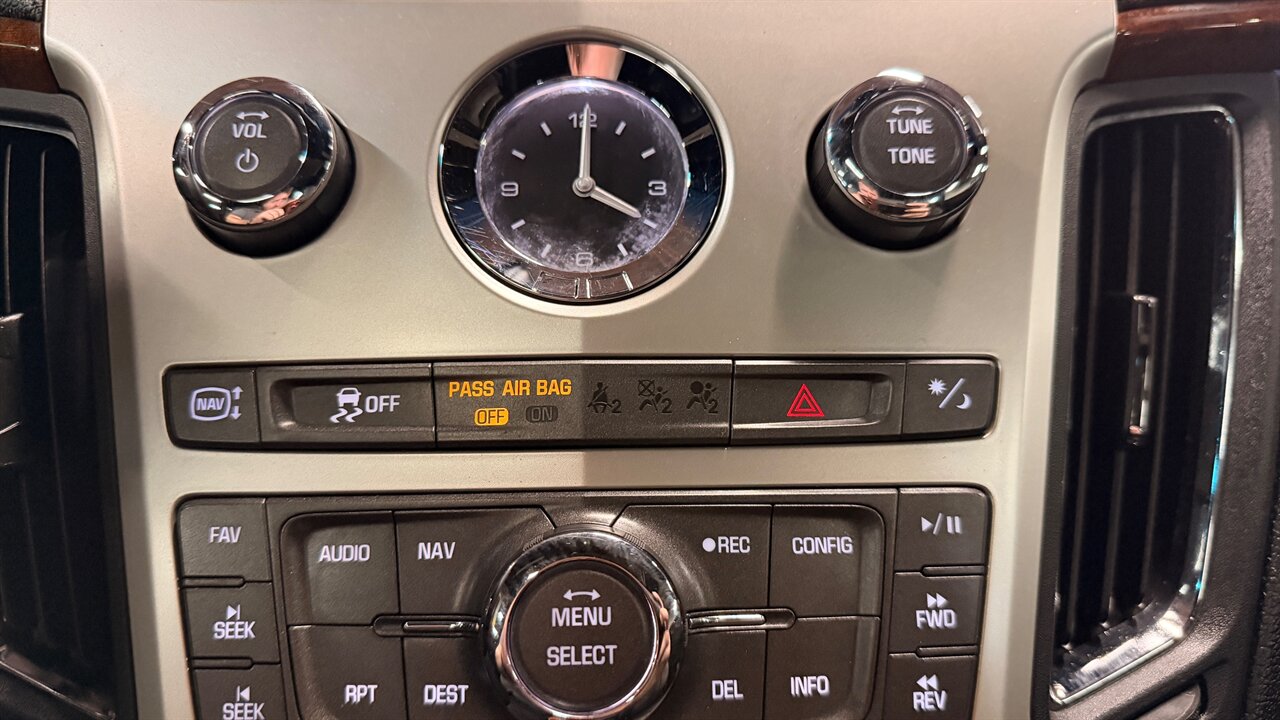 VOL
12
3
6
9
TUNE
TONE
NAV
OFF
PASS AIR BAG
OFF ON
2 2 2
FAV
AUDIO
NAV
REC
CONFIG
SEEK
MENU
SELECT
FWD
SEEK
RPT
DEST
DEL
INFO
REV